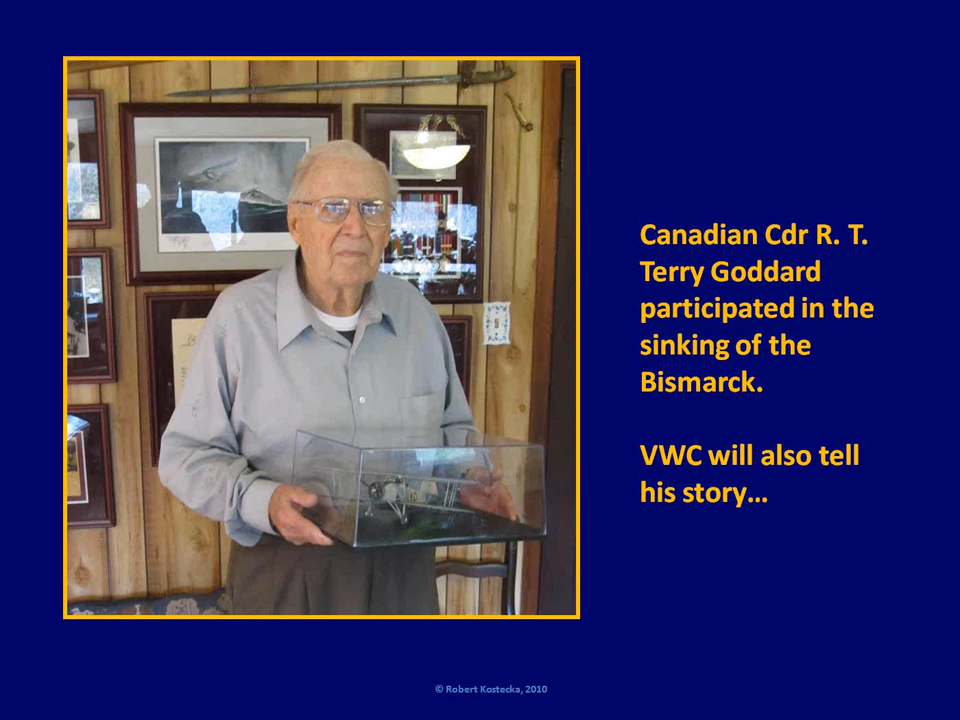 Canadian Cdr R. T.
Terry Goddard
participated in the
sinking of the
Bismarck.
VWC will also tell
his story…
© Robert Kostecka, 2010